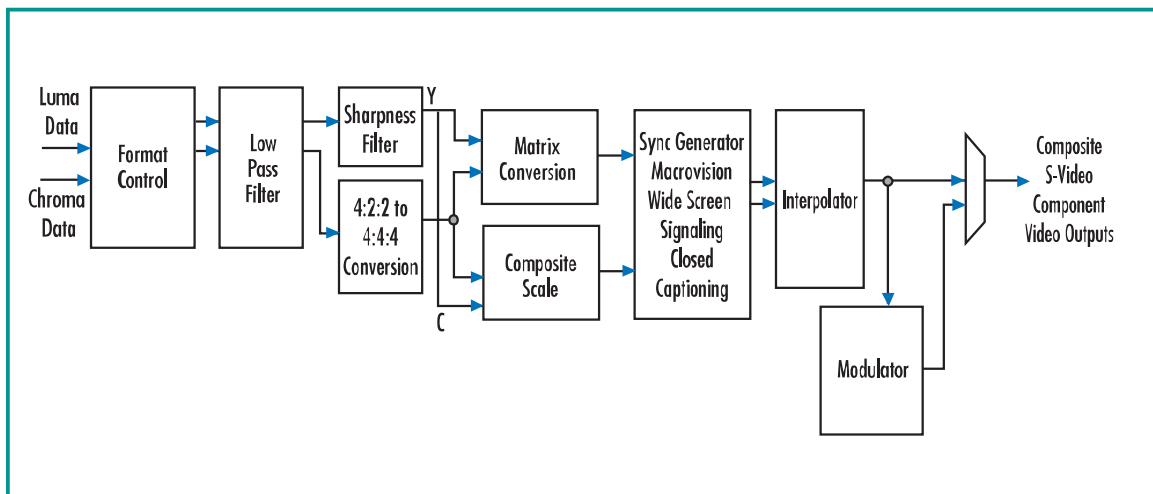 Luma
Data
Chroma
Data
Format
Control
Low
Pass
Filter
Sharpness
Filter
Y
4:2:2 to
4:4:4
Conversion
C
Matrix
Conversion
Composite
Scale
Sync Generator
Macrovision
Wide Screen
Signaling
Closed
Captioning
Interpolator
Modulator
Composite
S-Video
Component
Video Outputs